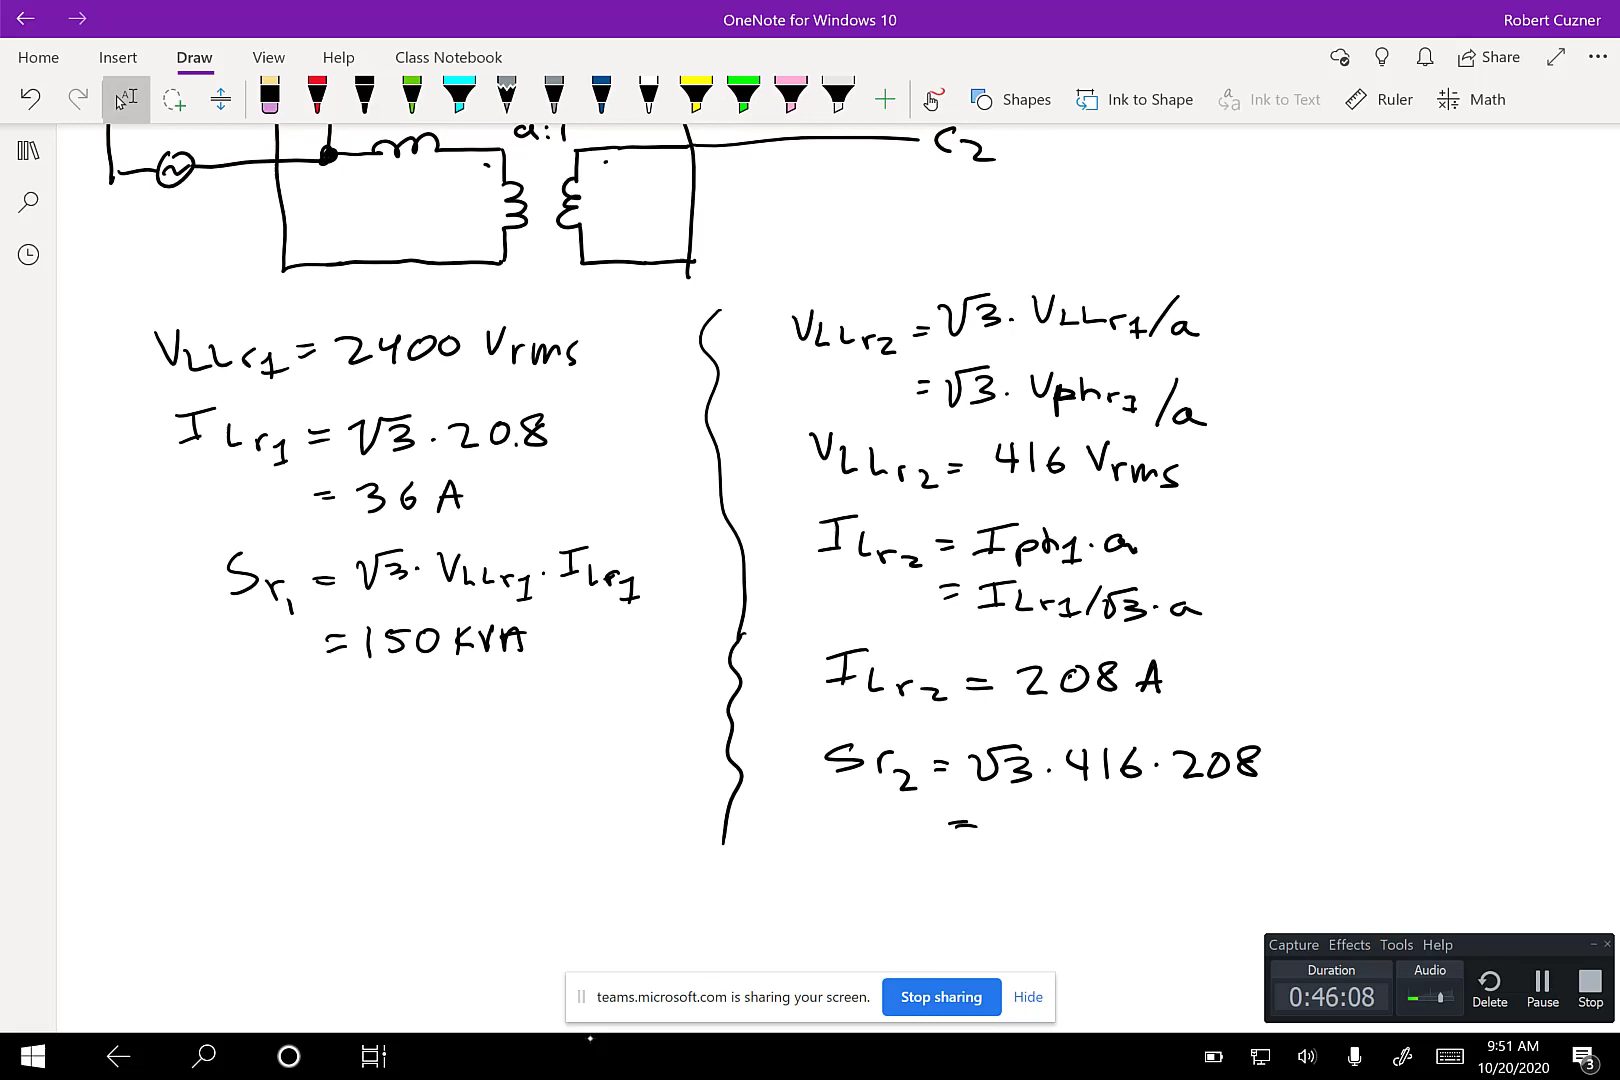 OneNote for Windows 10
Robert Cuzner
Home Insert Draw View Help Class Notebook
Share
Shapes Ink to Shape Ink to Text Ruler Math
a:1
C2
VLLr1 = 2400 Vrms
ILr1 = √3 · 20.8
= 36 A
Sr1 = √3 · VLLr1 · ILr1
= 150 KVA
VLLr2 = √3 · VLLr1/a
= √3 · Vphr1/a
VLLr2 = 416 Vrms
ILr2 = Iph1 · a
= ILr1/√3 · a
ILr2 = 208 A
Sr2 = √3 · 416 · 208
=
Capture Effects Tools Help
Duration Audio
0:46:08
Delete Pause Stop
teams.microsoft.com is sharing your screen. Stop sharing Hide
9:51 AM
10/20/2020
3